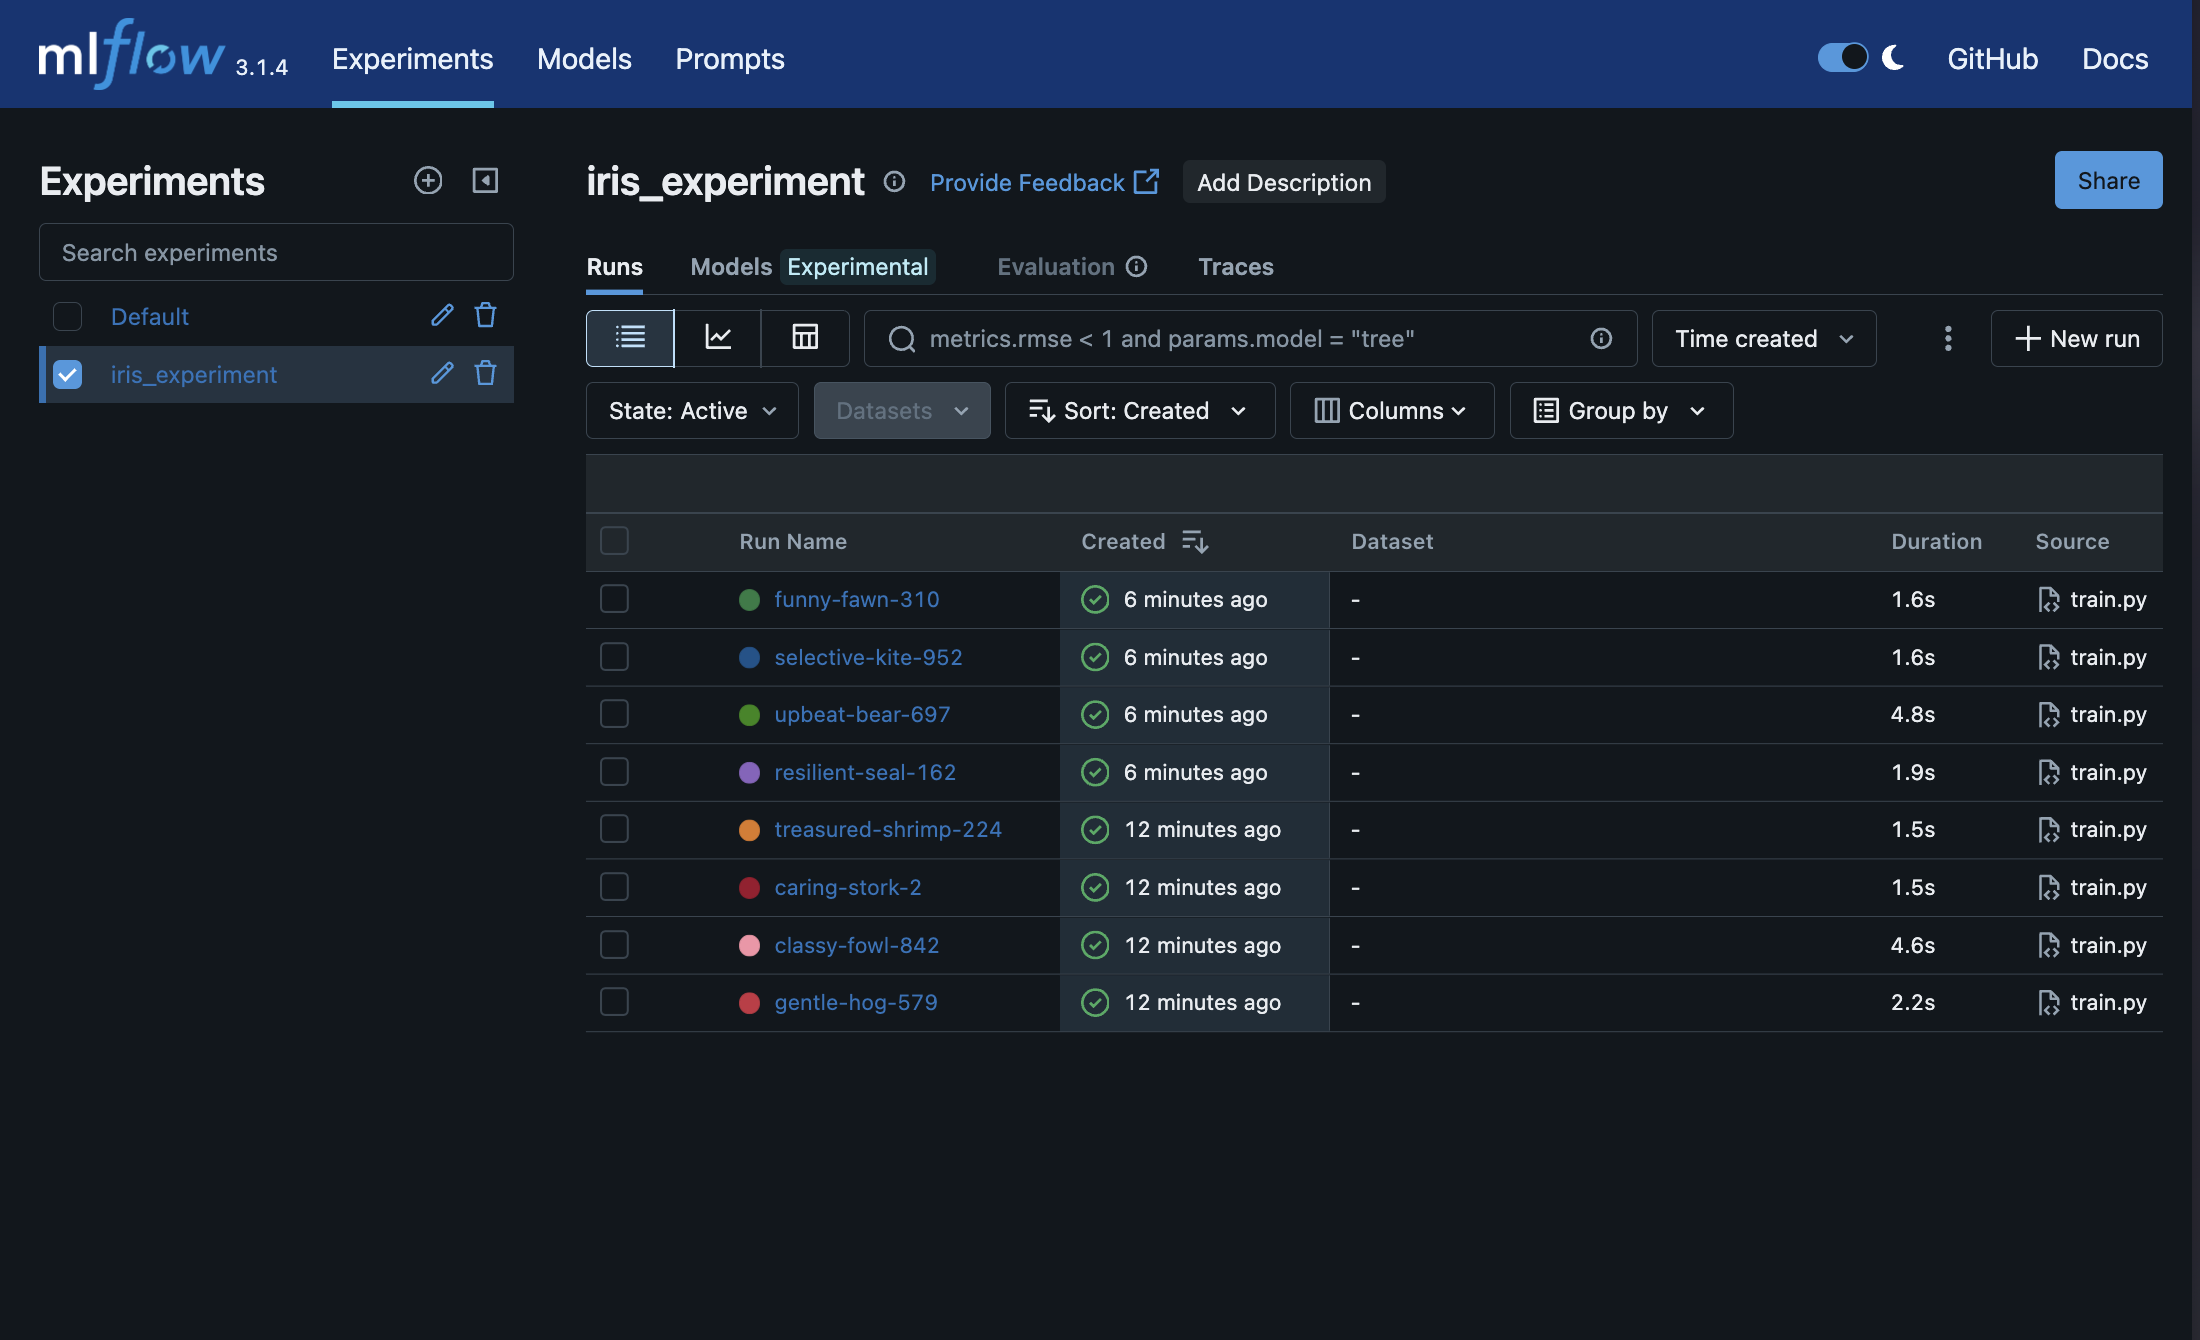 mlflow 3.1.4 Experiments Models Prompts GitHub Docs
Experiments
Search experiments
Default
iris_experiment
iris_experiment Provide Feedback Add Description Share
Runs Models Experimental Evaluation Traces
metrics.rmse < 1 and params.model = "tree" Time created New run
State: Active Datasets Sort: Created Columns Group by
Run Name Created Dataset Duration Source
funny-fawn-310 6 minutes ago - 1.6s train.py
selective-kite-952 6 minutes ago - 1.6s train.py
upbeat-bear-697 6 minutes ago - 4.8s train.py
resilient-seal-162 6 minutes ago - 1.9s train.py
treasured-shrimp-224 12 minutes ago - 1.5s train.py
caring-stork-2 12 minutes ago - 1.5s train.py
classy-fowl-842 12 minutes ago - 4.6s train.py
gentle-hog-579 12 minutes ago - 2.2s train.py